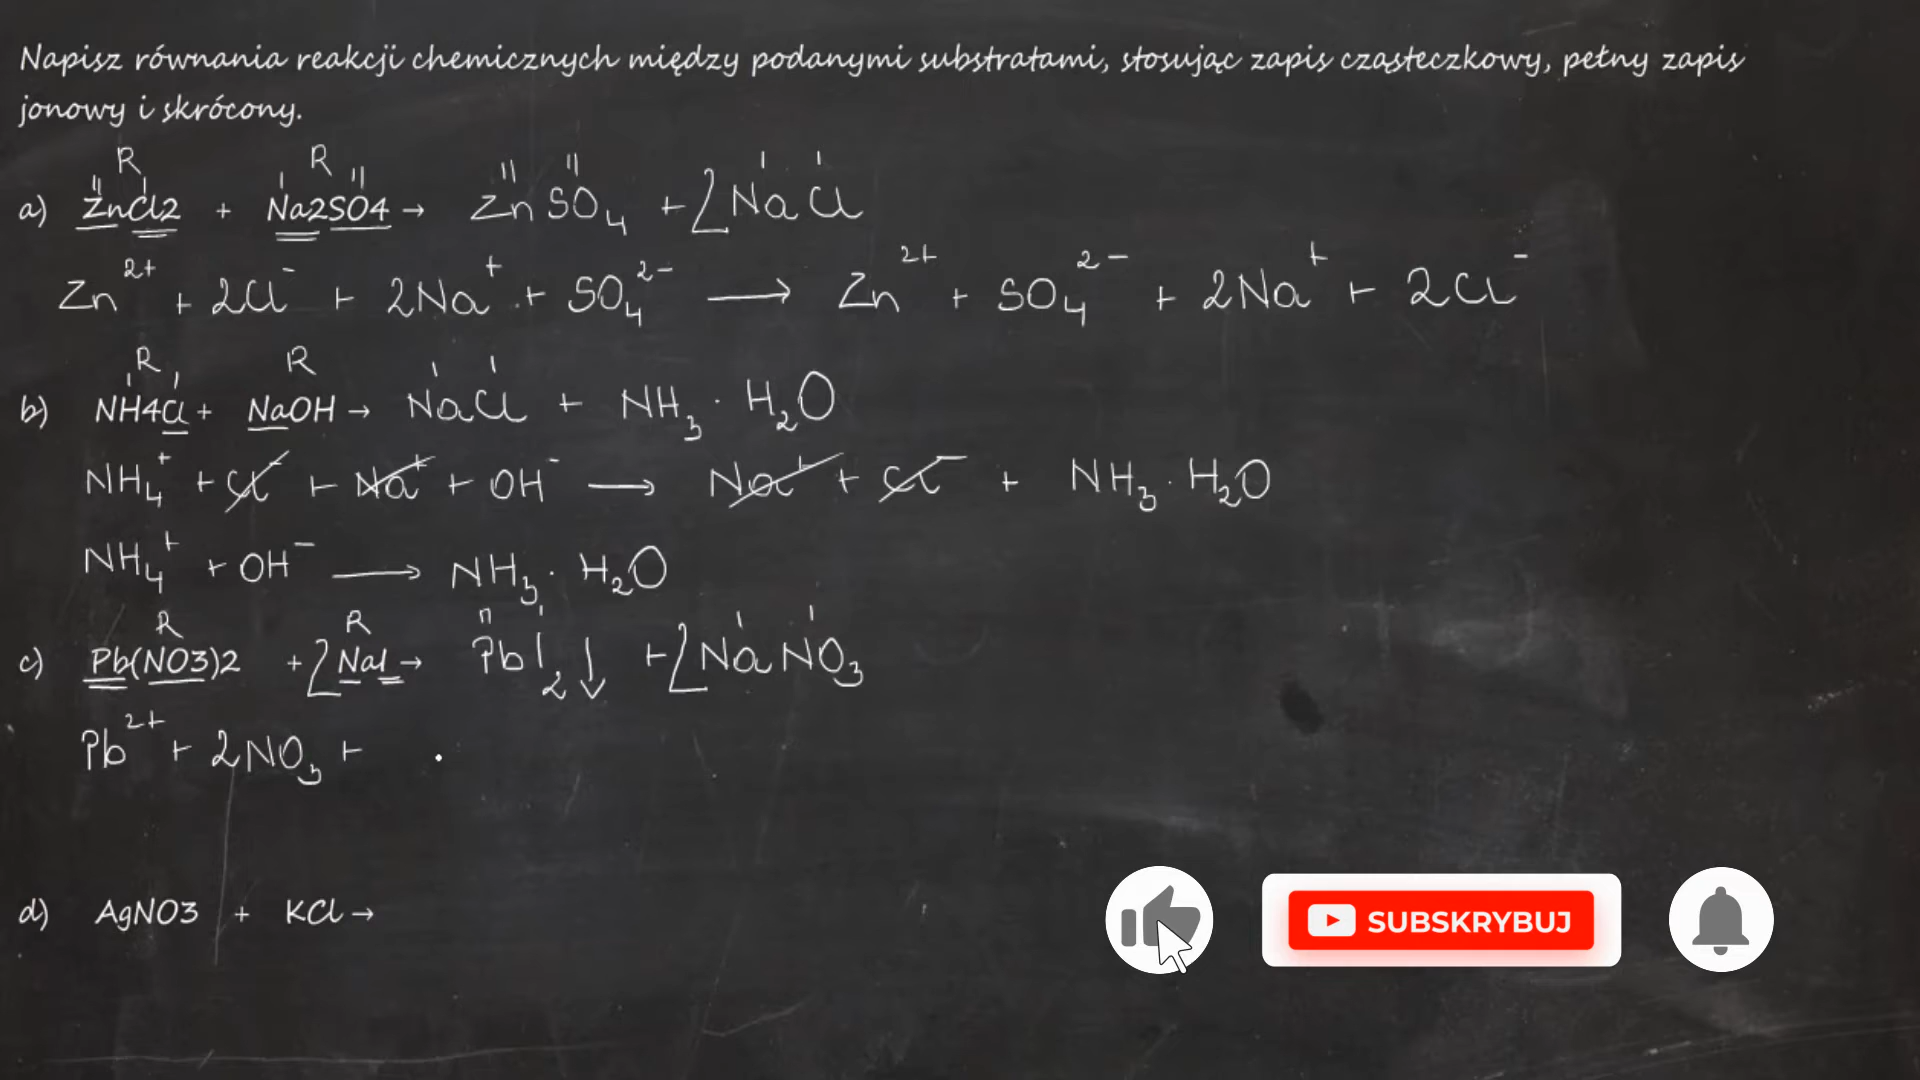 Napisz równania reakcji chemicznych między podanymi substratami, stosując zapis cząsteczkowy, pełny zapis
jonowy i skrócony.
R R
a) ZnCl2 + Na2SO4 → ZnSO₄ + 2NaCl
Zn²⁺ + 2Cl⁻ + 2Na⁺ + SO₄²⁻ → Zn²⁺ + SO₄²⁻ + 2Na⁺ + 2Cl⁻
R R
b) NH4Cl + NaOH → NaCl + NH₃ · H₂O
NH₄⁺ + Cl⁻ + Na⁺ + OH⁻ → Na⁺ + Cl⁻ + NH₃ · H₂O
NH₄⁺ + OH⁻ → NH₃ · H₂O
R R
c) Pb(NO3)2 + 2NaI → PbI₂↓ + 2NaNO₃
Pb²⁺ + 2NO₃ +
d) AgNO3 + KCl →
SUBSKRYBUJ